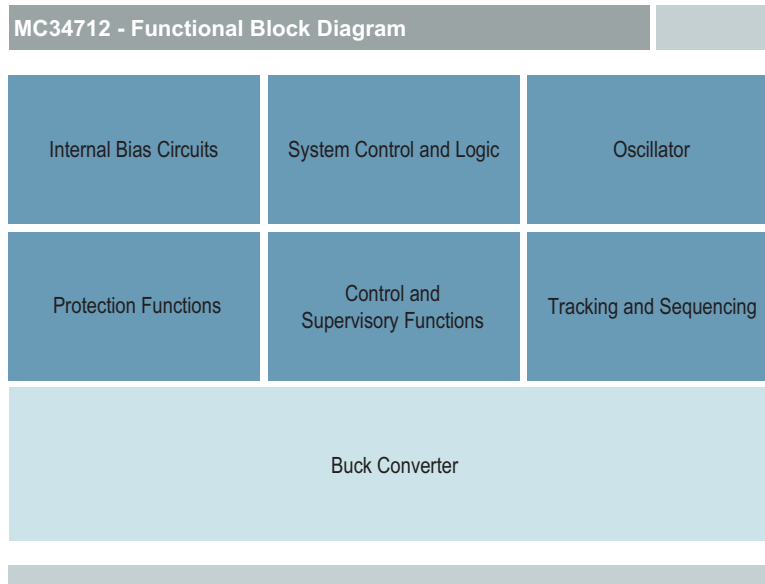 MC34712 - Functional Block Diagram
Internal Bias Circuits
System Control and Logic
Oscillator
Protection Functions
Control and
Supervisory Functions
Tracking and Sequencing
Buck Converter